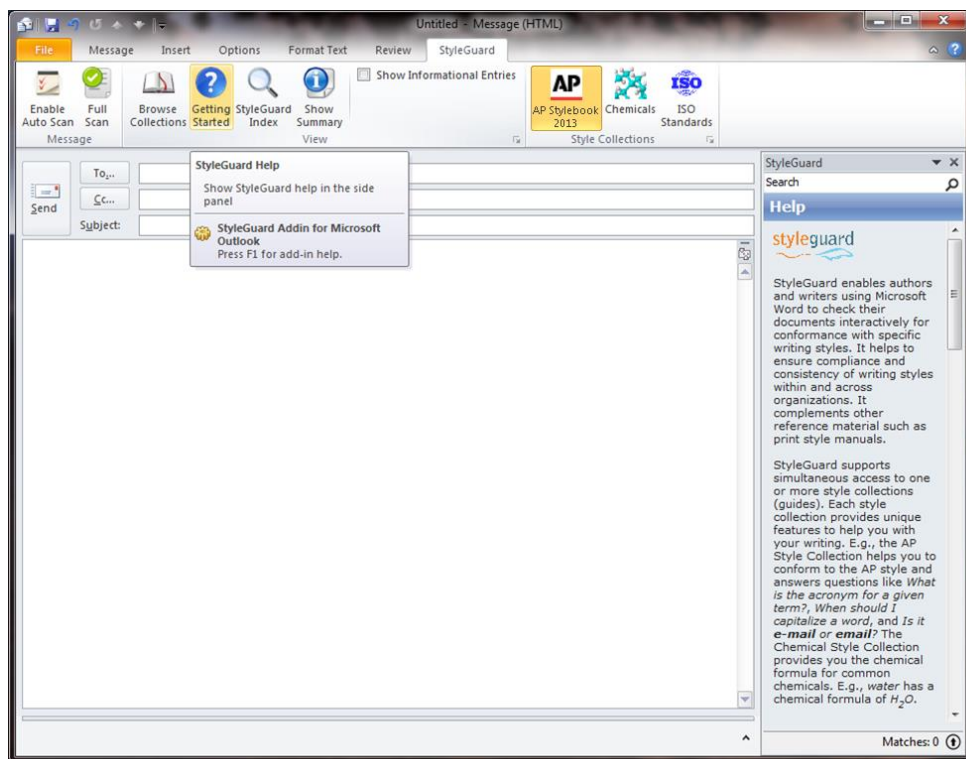 Untitled - Message (HTML)
File Message Insert Options Format Text Review StyleGuard
Enable Auto Scan
Full Scan
Message
Browse Collections
Getting Started
StyleGuard Index
Show Summary
Show Informational Entries
View
AP
AP Stylebook 2013
Chemicals
ISO
ISO Standards
Style Collections
Send
To...
Cc...
Subject:
StyleGuard Help
Show StyleGuard help in the side
panel
StyleGuard Addin for Microsoft
Outlook
Press F1 for add-in help.
StyleGuard
Search
Help
styleguard
StyleGuard enables authors
and writers using Microsoft
Word to check their
documents interactively for
conformance with specific
writing styles. It helps to
ensure compliance and
consistency of writing styles
within and across
organizations. It
complements other
reference material such as
print style manuals.
StyleGuard supports
simultaneous access to one
or more style collections
(guides). Each style
collection provides unique
features to help you with
your writing. E.g., the AP
Style Collection helps you to
conform to the AP style and
answers questions like What
is the acronym for a given
term?, When should I
capitalize a word, and Is it
e-mail or email? The
Chemical Style Collection
provides you the chemical
formula for common
chemicals. E.g., water has a
chemical formula of H₂O.
Matches: 0